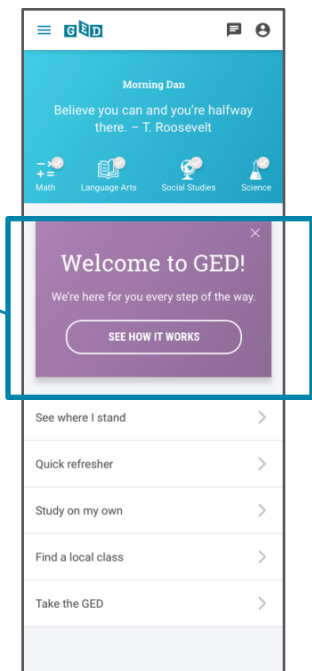 GED
Morning Dan
Believe you can and you're halfway
there. – T. Roosevelt
Math Language Arts Social Studies Science
Welcome to GED!
We're here for you every step of the way.
SEE HOW IT WORKS
See where I stand
Quick refresher
Study on my own
Find a local class
Take the GED